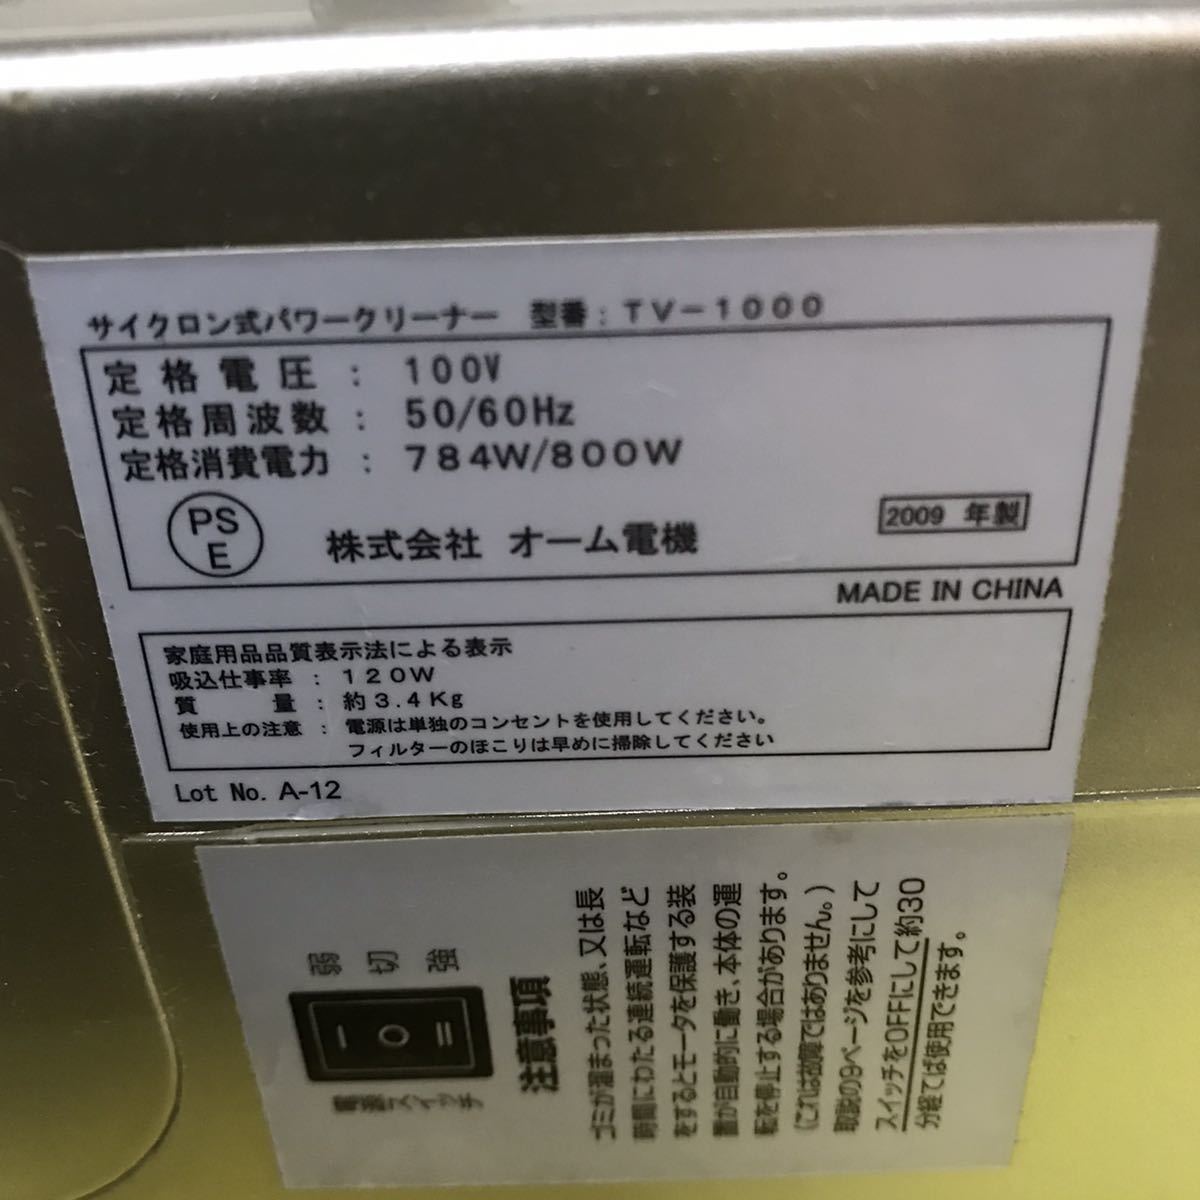 サイクロン式パワークリーナー 型番:TV-1000
定格電圧: 100V
定格周波数: 50/60Hz
定格消費電力: 784W/800W
PS
E
株式会社 オーム電機
2009 年製
MADE IN CHINA
家庭用品品質表示法による表示
吸込仕事率: 120W
質量: 約3.4Kg
使用上の注意: 電源は単独のコンセントを使用してください。
フィルターのほこりは早めに掃除してください
Lot No. A-12
電源スイッチ
弱 切 強
注意事項
ゴミが溜まった状態、又は長
時間にわたる連続運転など
をするとモータを保護する装
置が自動的に働き、本体の運
転を停止する場合があります。
(これは故障ではありません。)
取説の9ページを参考にして
スイッチをOFFにして約30
分経てば使用できます。